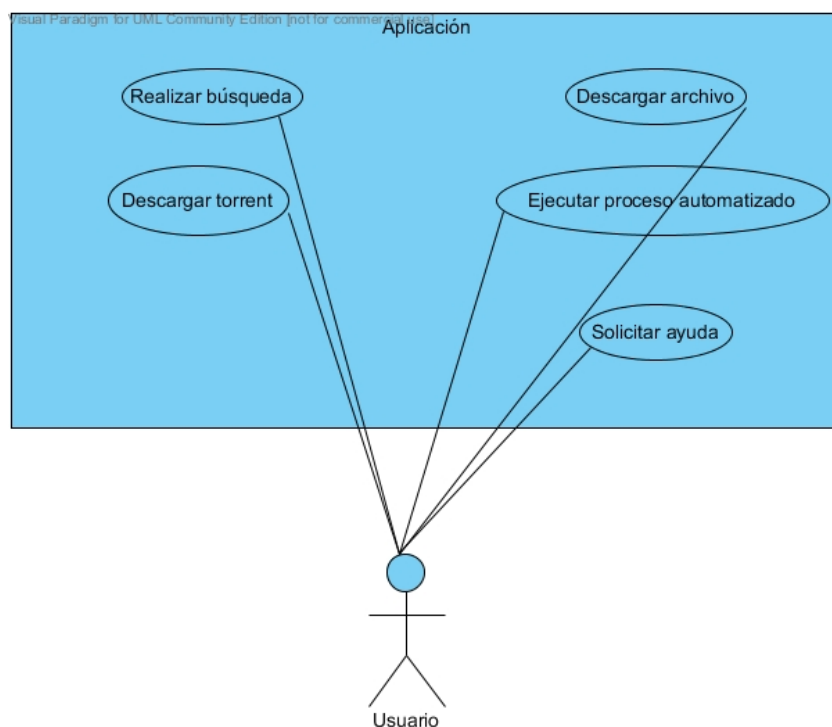 Visual Paradigm for UML Community Edition [not for commercial use]
Aplicación
Realizar búsqueda
Descargar archivo
Descargar torrent
Ejecutar proceso automatizado
Solicitar ayuda
Usuario